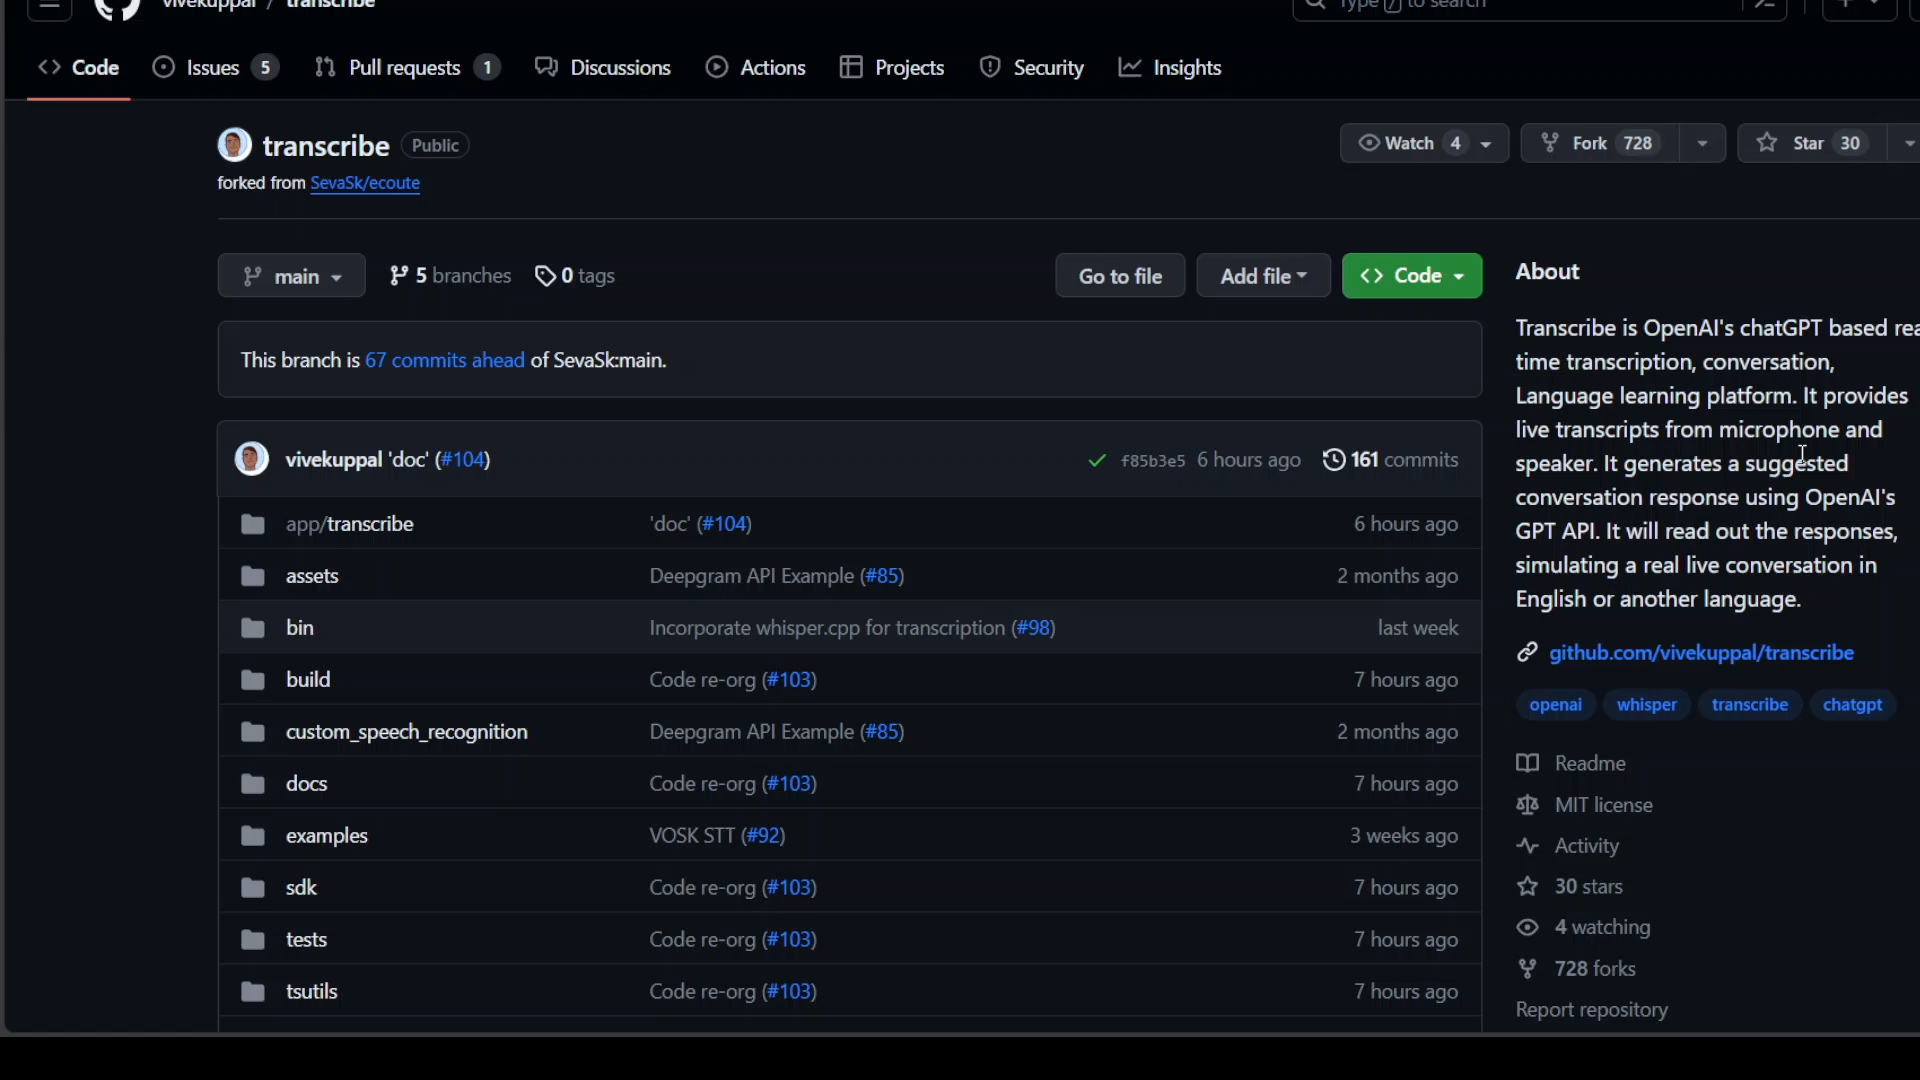 vivekuppal / transcribe
Type / to search
Code
Issues 5
Pull requests 1
Discussions
Actions
Projects
Security
Insights
transcribe Public
Watch 4
Fork 728
Star 30
forked from SevaSk/ecoute
main
5 branches
0 tags
Go to file
Add file
Code
This branch is 67 commits ahead of SevaSk:main.
vivekuppal 'doc' (#104)
f85b3e5 6 hours ago
161 commits
app/transcribe 'doc' (#104) 6 hours ago
assets Deepgram API Example (#85) 2 months ago
bin Incorporate whisper.cpp for transcription (#98) last week
build Code re-org (#103) 7 hours ago
custom_speech_recognition Deepgram API Example (#85) 2 months ago
docs Code re-org (#103) 7 hours ago
examples VOSK STT (#92) 3 weeks ago
sdk Code re-org (#103) 7 hours ago
tests Code re-org (#103) 7 hours ago
tsutils Code re-org (#103) 7 hours ago
About
Transcribe is OpenAI's chatGPT based rea
time transcription, conversation,
Language learning platform. It provides
live transcripts from microphone and
speaker. It generates a suggested
conversation response using OpenAI's
GPT API. It will read out the responses,
simulating a real live conversation in
English or another language.
github.com/vivekuppal/transcribe
openai whisper transcribe chatgpt
Readme
MIT license
Activity
30 stars
4 watching
728 forks
Report repository